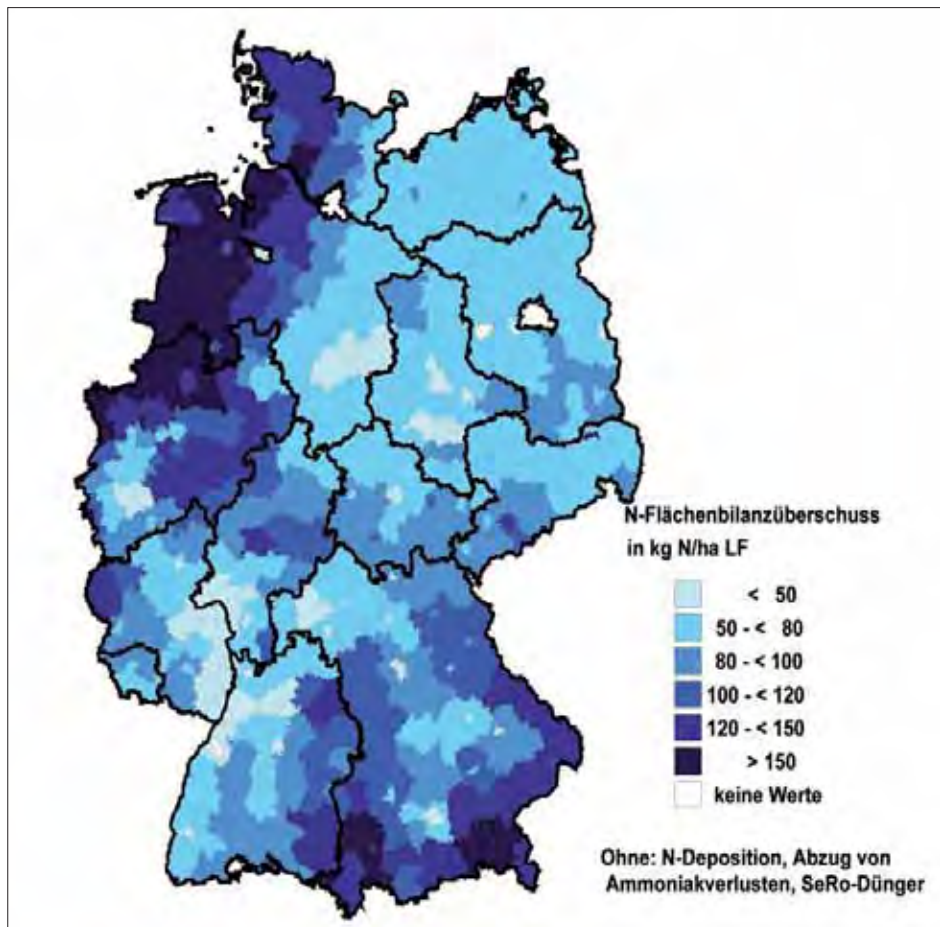 N-Flächenbilanzüberschuss
in kg N/ha LF
< 50
50 - < 80
80 - < 100
100 - < 120
120 - < 150
> 150
keine Werte
Ohne: N-Deposition, Abzug von
Ammoniakverlusten, SeRo-Dünger